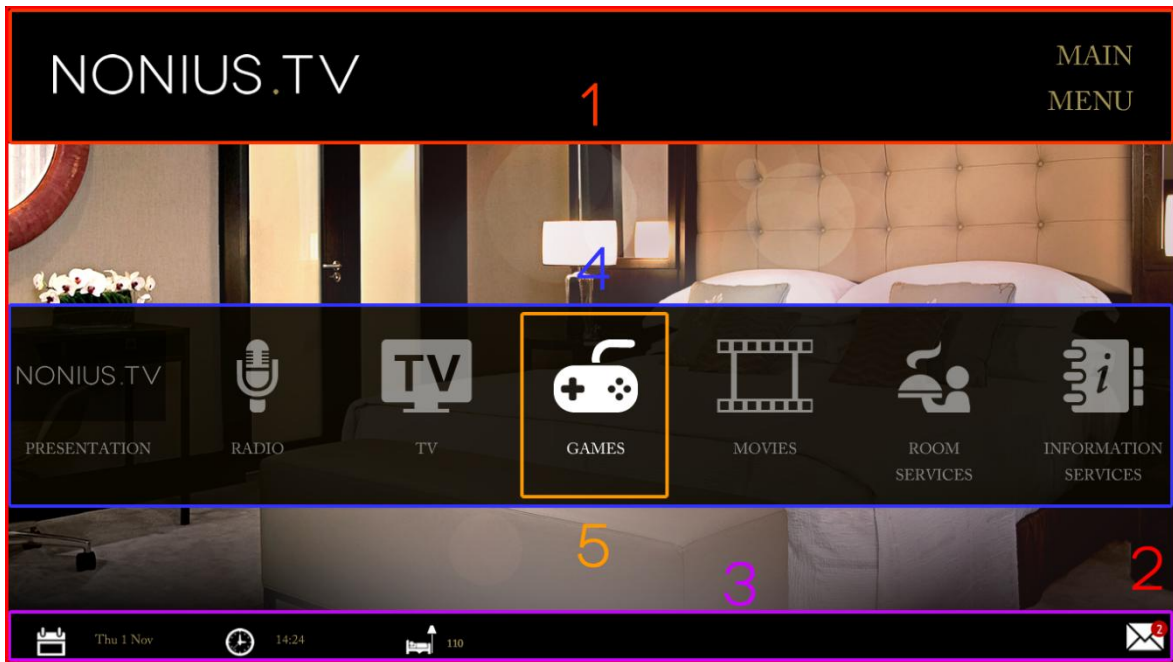 NONIUS.TV
MAIN
MENU
1
4
NONIUS.TV
TV
i
PRESENTATION
RADIO
TV
GAMES
MOVIES
ROOM
SERVICES
INFORMATION
SERVICES
5
3
2
Thu 1 Nov
14:24
110
2